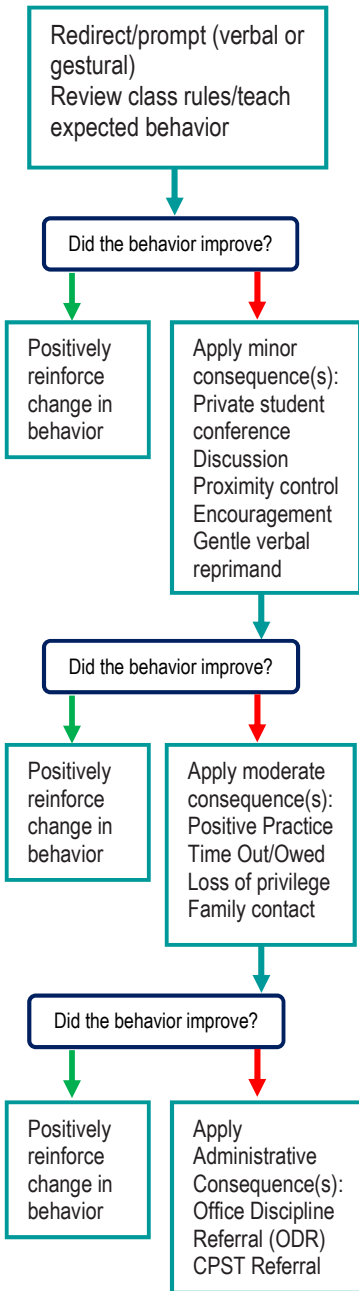 Redirect/prompt (verbal or
gestural)
Review class rules/teach
expected behavior
Did the behavior improve?
Positively
reinforce
change in
behavior
Apply minor
consequence(s):
Private student
conference
Discussion
Proximity control
Encouragement
Gentle verbal
reprimand
Did the behavior improve?
Positively
reinforce
change in
behavior
Apply moderate
consequence(s):
Positive Practice
Time Out/Owed
Loss of privilege
Family contact
Did the behavior improve?
Positively
reinforce
change in
behavior
Apply
Administrative
Consequence(s):
Office Discipline
Referral (ODR)
CPST Referral